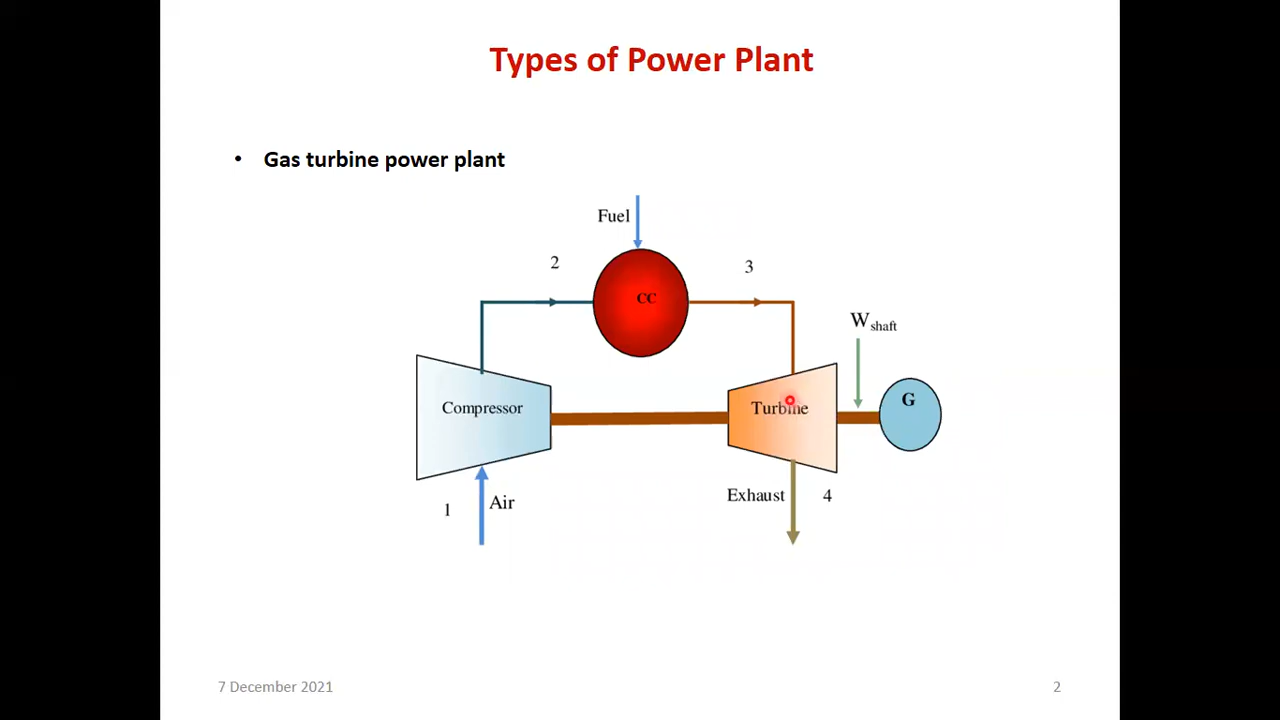 Types of Power Plant
• Gas turbine power plant
Fuel
2
3
CC
W shaft
Compressor
Turbine
G
1
Air
Exhaust
4
7 December 2021
2